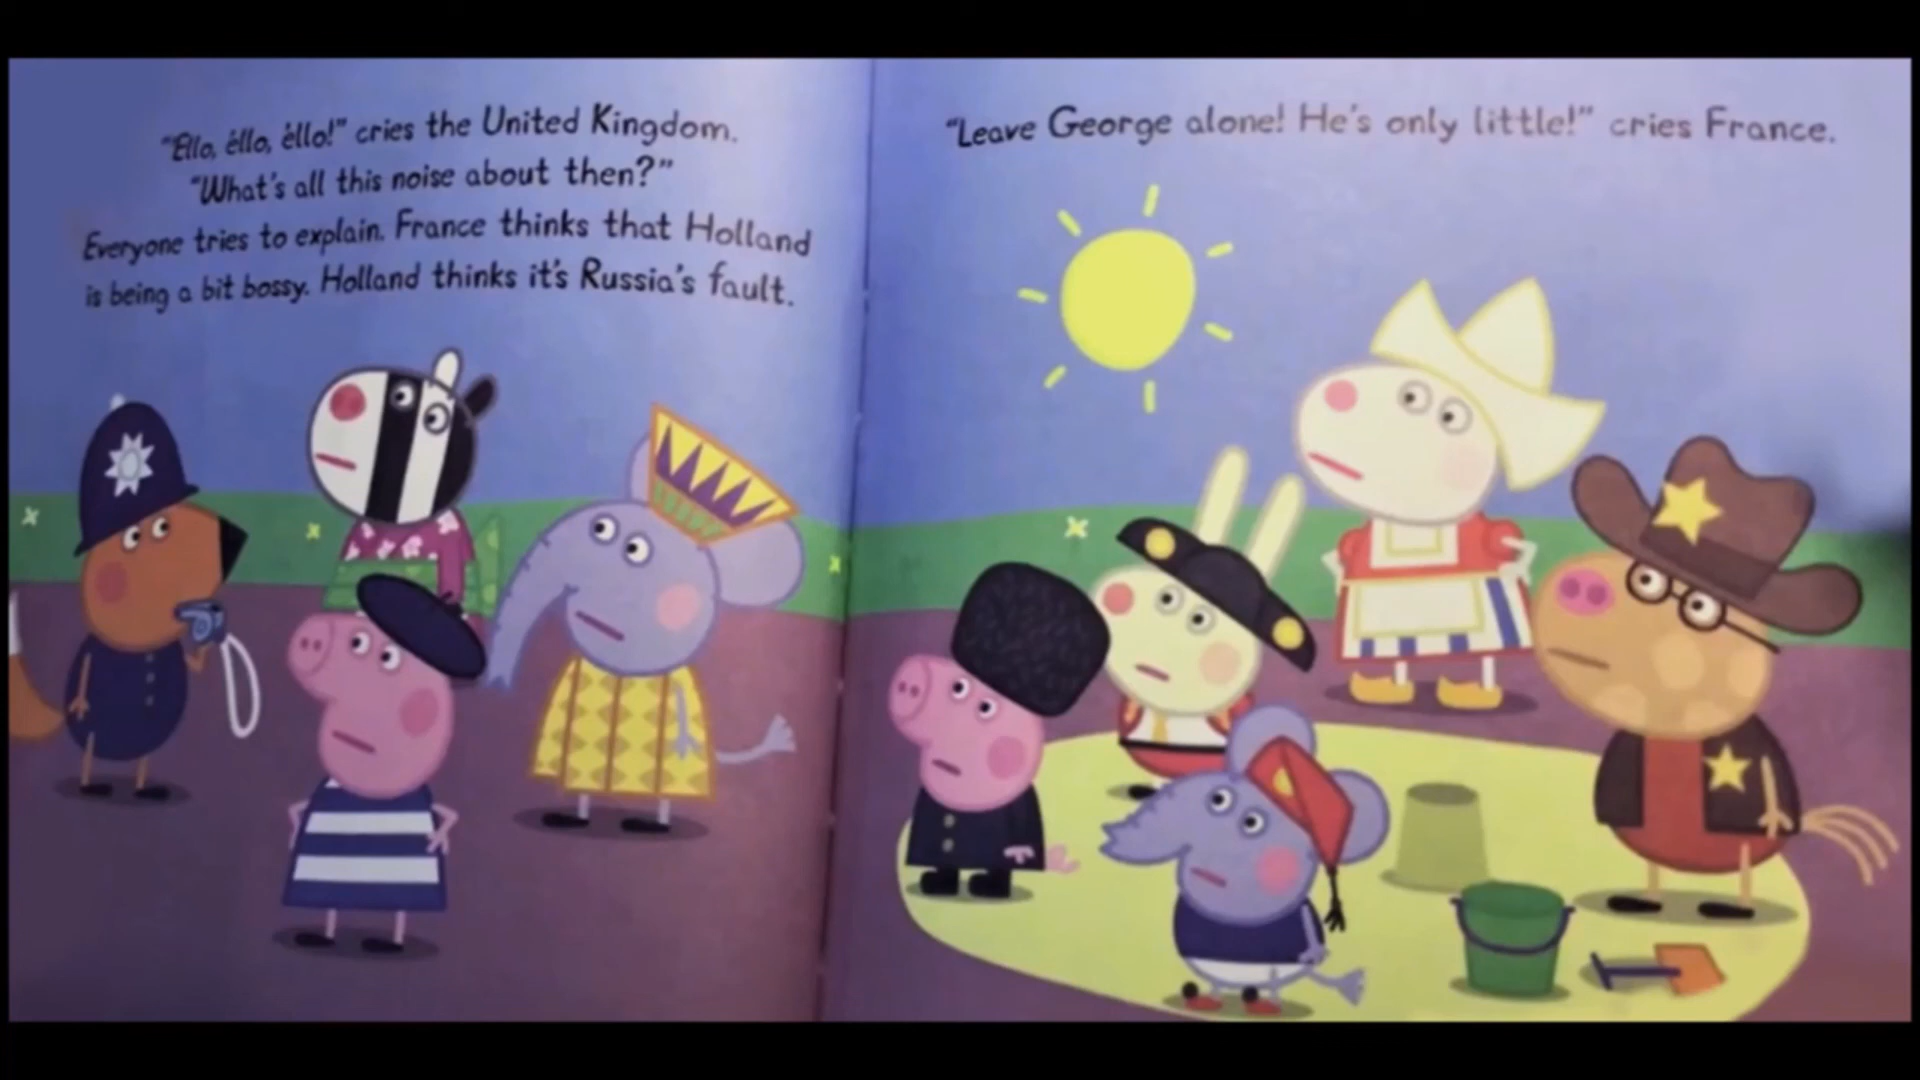 "'Ello, 'ello, 'ello!" cries the United Kingdom.
"What's all this noise about then?"
Everyone tries to explain. France thinks that Holland
is being a bit bossy. Holland thinks it's Russia's fault.
"Leave George alone! He's only little!" cries France.